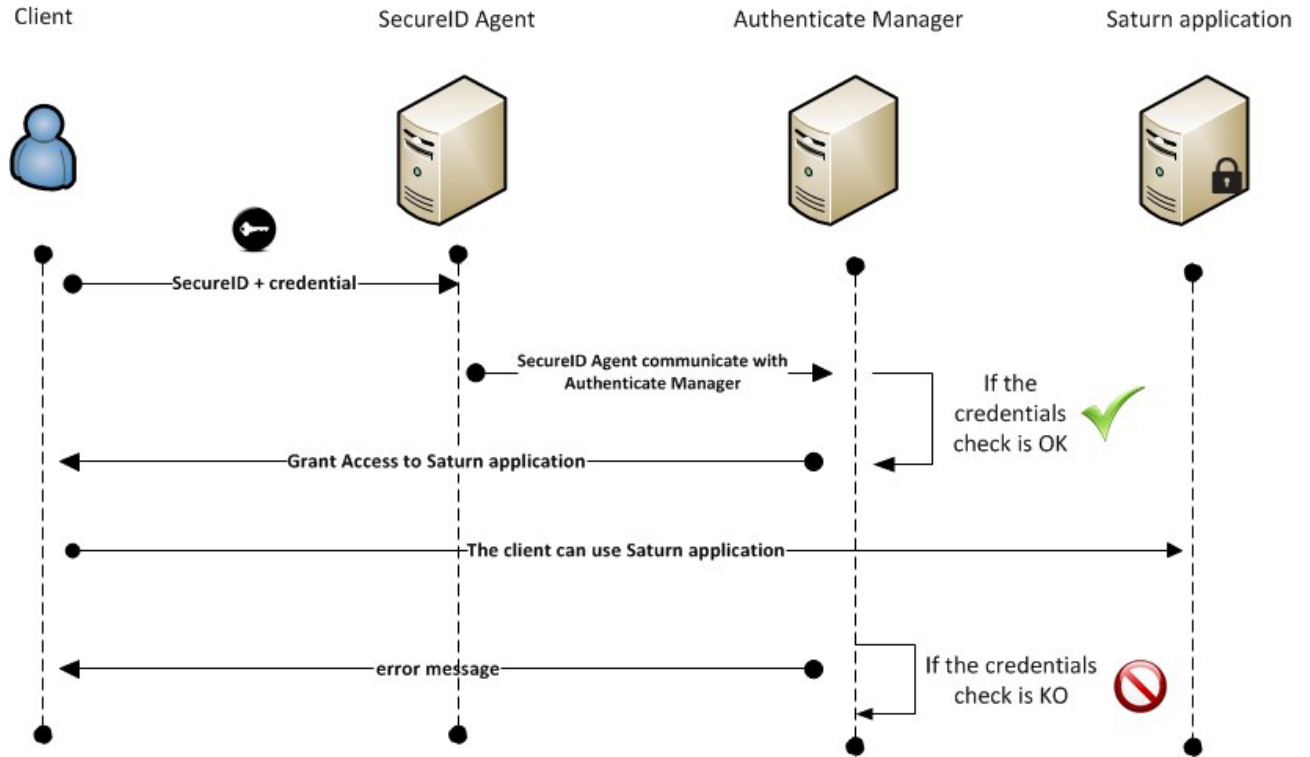 Client
SecureID Agent
Authenticate Manager
Saturn application
SecureID + credential
SecureID Agent communicate with
Authenticate Manager
If the
credentials
check is OK
Grant Access to Saturn application
The client can use Saturn application
error message
If the credentials
check is KO